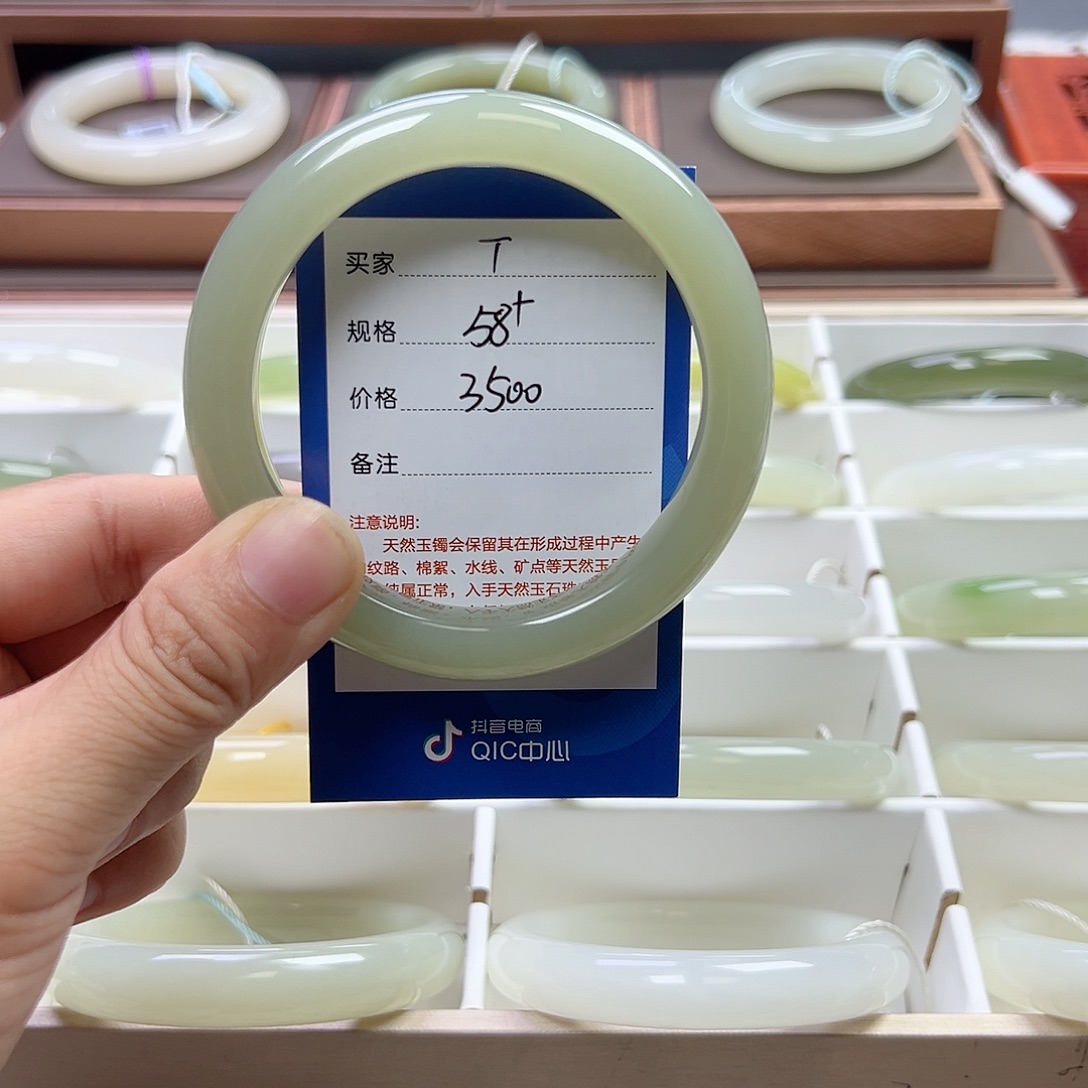 买家 T
规格 58+
价格 3500
备注
注意说明:
天然玉镯会保留其在形成过程中产生
纹路、棉絮、水线、矿点等天然玉
属正常，入手天然玉石珠
抖音电商
QIC中心